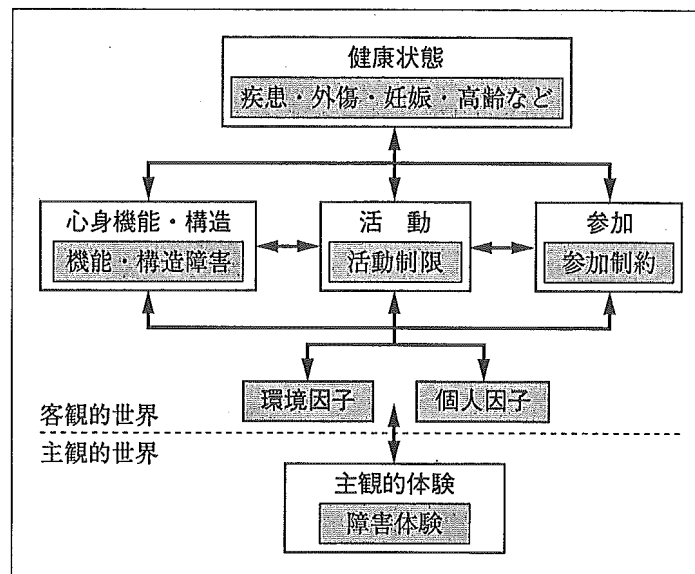 健康状態
疾患・外傷・妊娠・高齢など
心身機能・構造
機能・構造障害
活　動
活動制限
参加
参加制約
環境因子
個人因子
客観的世界
主観的世界
主観的体験
障害体験